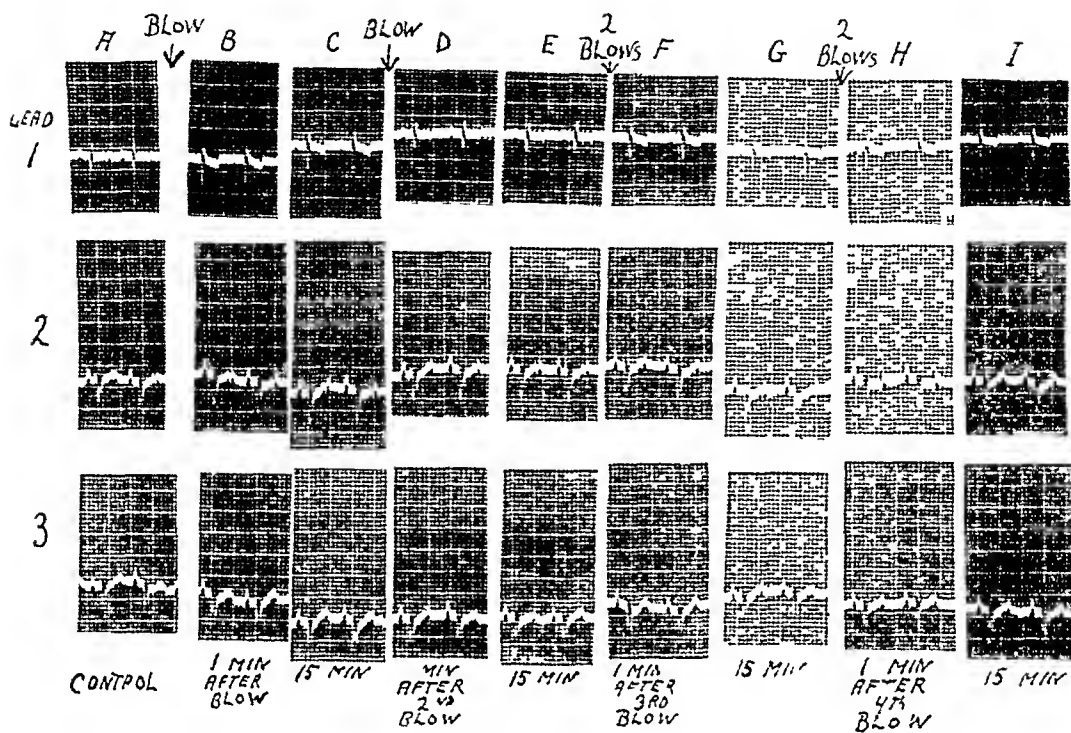 A BLOW B C BLOW D E 2 BLOWS F G 2 BLOWS H I
LEAD
1
2
3
CONTROL
1 MIN
AFTER
BLOW
15 MIN
MIN
AFTER
2ND
BLOW
15 MIN
1 MIN
AFTER
3RD
BLOW
15 MIN
1 MIN
AFTER
4TH
BLOW
15 MIN